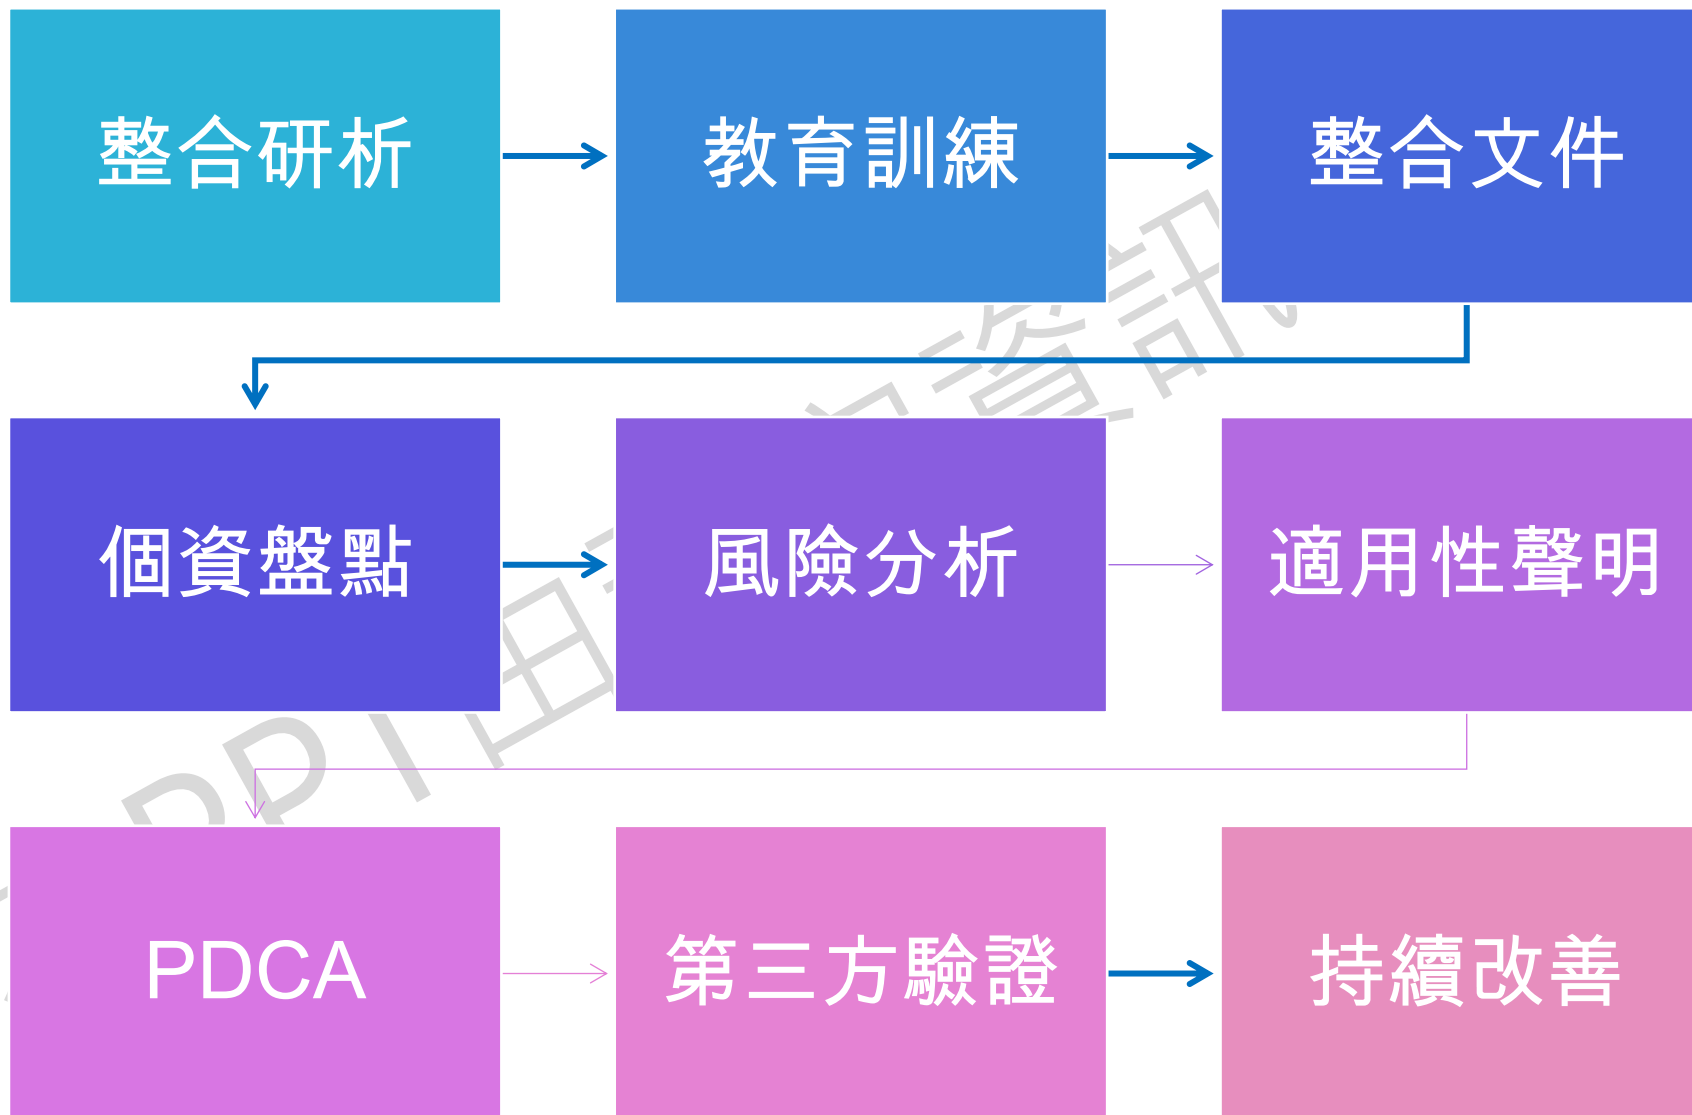 整合研析
教育訓練
整合文件
個資盤點
風險分析
適用性聲明
PDCA
第三方驗證
持續改善